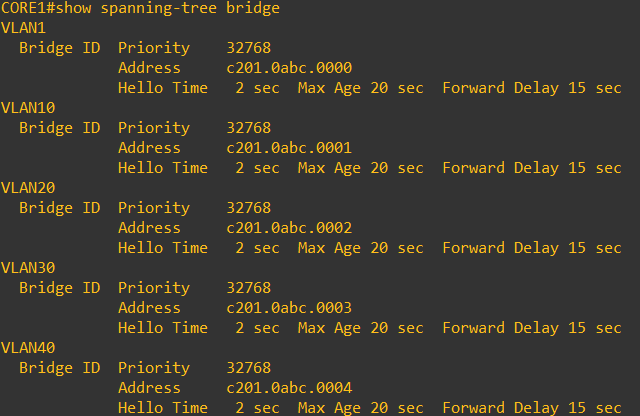 CORE1#show spanning-tree bridge
VLAN1
  Bridge ID  Priority    32768
             Address     c201.0abc.0000
             Hello Time   2 sec  Max Age 20 sec  Forward Delay 15 sec
VLAN10
  Bridge ID  Priority    32768
             Address     c201.0abc.0001
             Hello Time   2 sec  Max Age 20 sec  Forward Delay 15 sec
VLAN20
  Bridge ID  Priority    32768
             Address     c201.0abc.0002
             Hello Time   2 sec  Max Age 20 sec  Forward Delay 15 sec
VLAN30
  Bridge ID  Priority    32768
             Address     c201.0abc.0003
             Hello Time   2 sec  Max Age 20 sec  Forward Delay 15 sec
VLAN40
  Bridge ID  Priority    32768
             Address     c201.0abc.0004
             Hello Time   2 sec  Max Age 20 sec  Forward Delay 15 sec